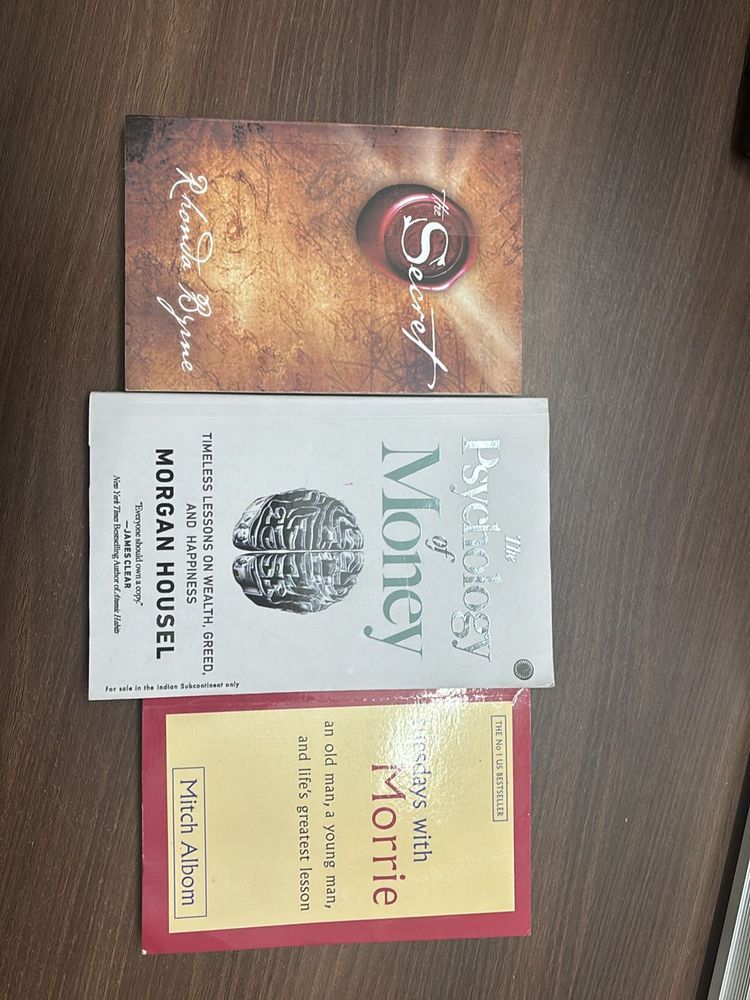 The
Secret
Rhonda Byrne
The
Psychology
of
Money
TIMELESS LESSONS ON WEALTH, GREED,
AND HAPPINESS
MORGAN HOUSEL
"Everyone should own a copy."
—JAMES CLEAR
New York Times Bestselling Author of Atomic Habits
For sale in the Indian Subcontinent only
THE No 1 US BESTSELLER
tuesdays with
Morrie
an old man, a young man,
and life's greatest lesson
Mitch Albom